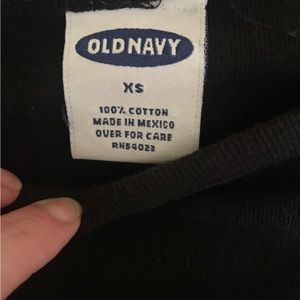 OLD NAVY
XS
100% COTTON
MADE IN MEXICO
OVER FOR CARE
RN54023